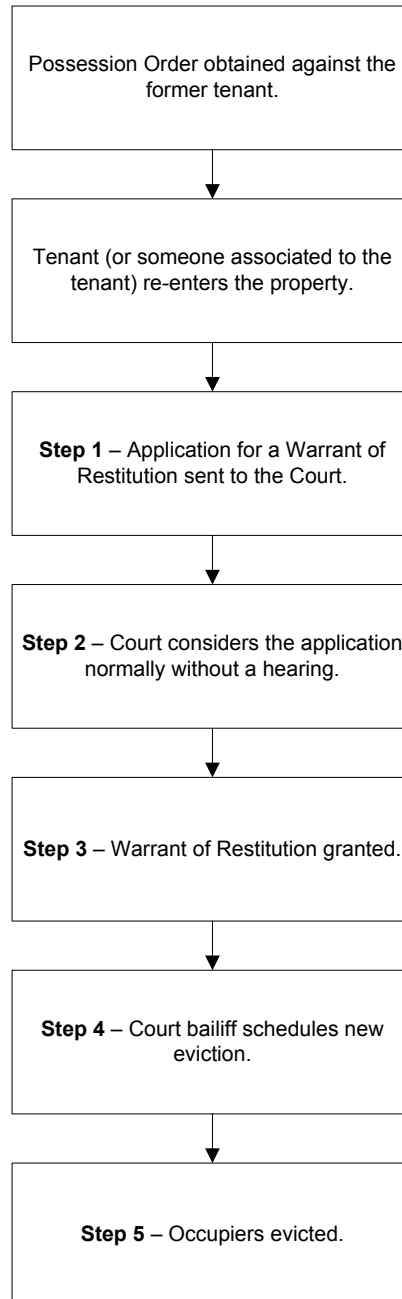 Possession Order obtained against the
former tenant.
Tenant (or someone associated to the
tenant) re-enters the property.
Step 1 – Application for a Warrant of
Restitution sent to the Court.
Step 2 – Court considers the application
normally without a hearing.
Step 3 – Warrant of Restitution granted.
Step 4 – Court bailiff schedules new
eviction.
Step 5 – Occupiers evicted.